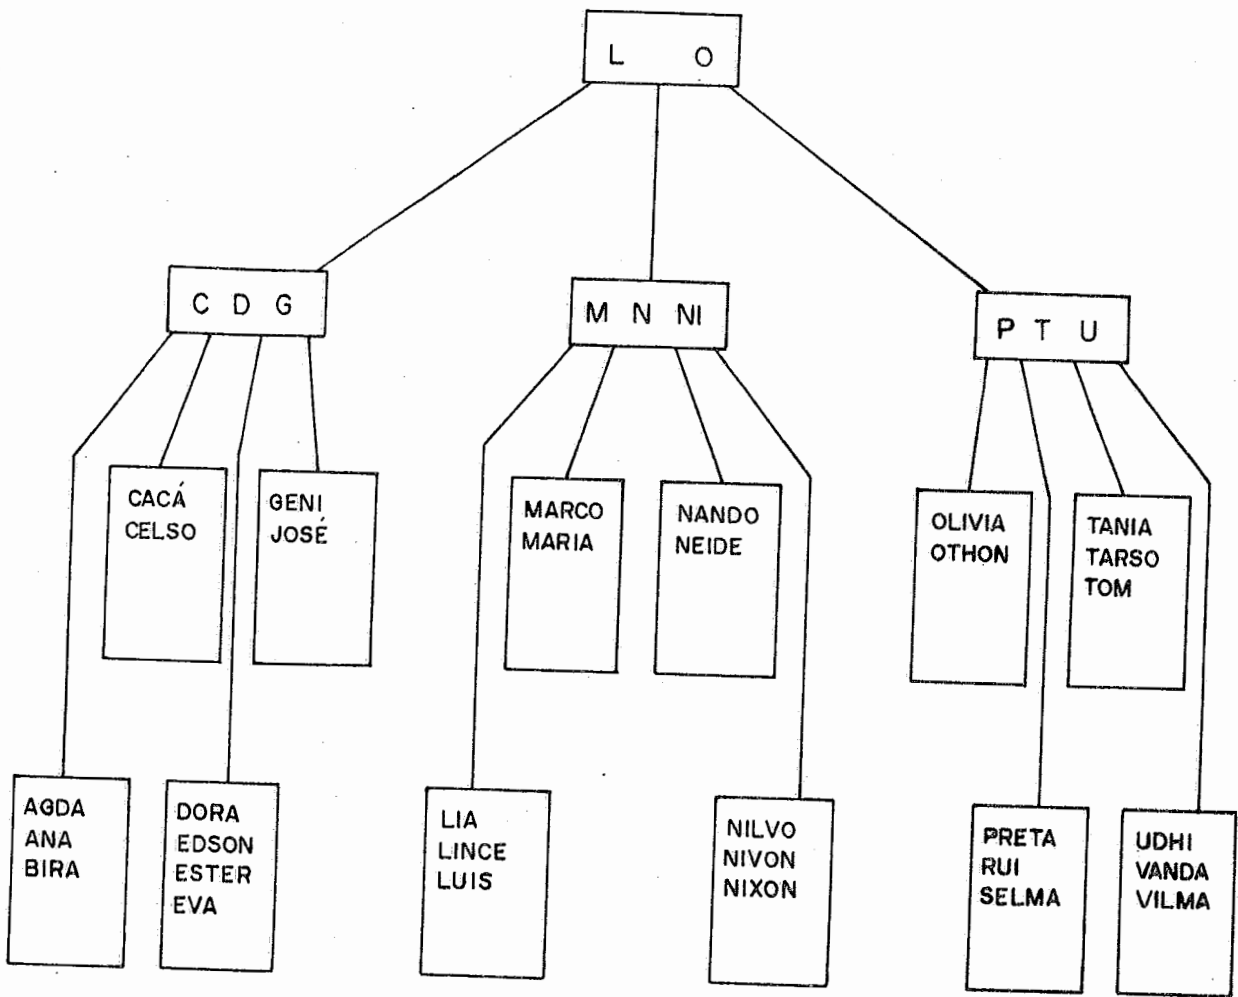 L O
C D G
M N NI
P T U
CACÁ
CELSO
GENI
JOSÉ
MARCO
MARIA
NANDO
NEIDE
OLIVIA
OTHON
TANIA
TARSO
TOM
AGDA
ANA
BIRA
DORA
EDSON
ESTER
EVA
LIA
LINCE
LUIS
NILVO
NIVON
NIXON
PRETA
RUI
SELMA
UDHI
VANDA
VILMA